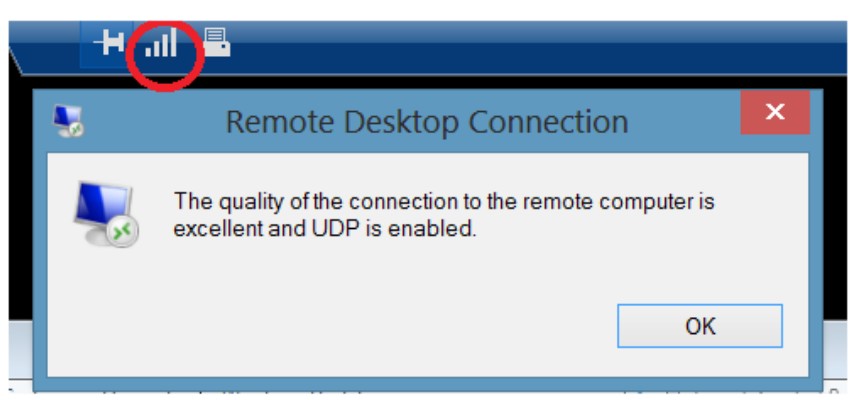 Remote Desktop Connection
The quality of the connection to the remote computer is
excellent and UDP is enabled.
OK